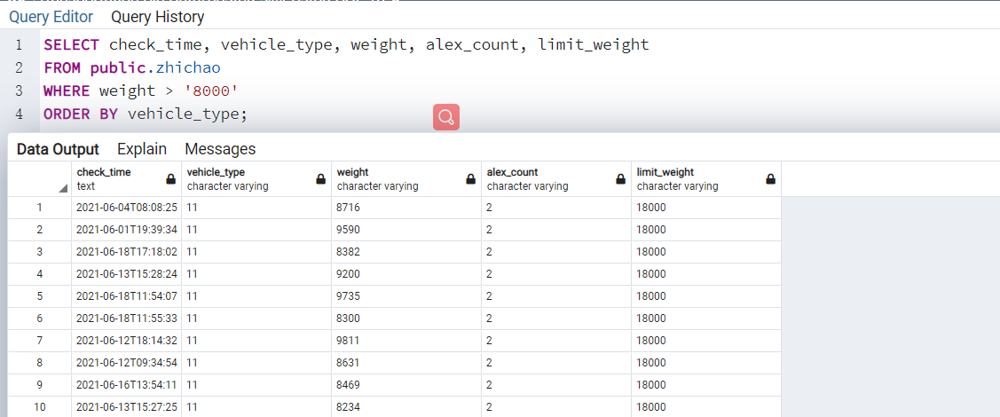 Query Editor Query History
1 SELECT check_time, vehicle_type, weight, alex_count, limit_weight
2 FROM public.zhichao
3 WHERE weight > '8000'
4 ORDER BY vehicle_type;
Data Output Explain Messages
check_time vehicle_type weight alex_count limit_weight
text character varying character varying character varying character varying
1 2021-06-04T08:08:25 11 8716 2 18000
2 2021-06-01T19:39:34 11 9590 2 18000
3 2021-06-18T17:18:02 11 8382 2 18000
4 2021-06-13T15:28:24 11 9200 2 18000
5 2021-06-18T11:54:07 11 9735 2 18000
6 2021-06-18T11:55:33 11 8300 2 18000
7 2021-06-12T18:14:32 11 9811 2 18000
8 2021-06-12T09:34:54 11 8631 2 18000
9 2021-06-16T13:54:11 11 8469 2 18000
10 2021-06-13T15:27:25 11 8234 2 18000